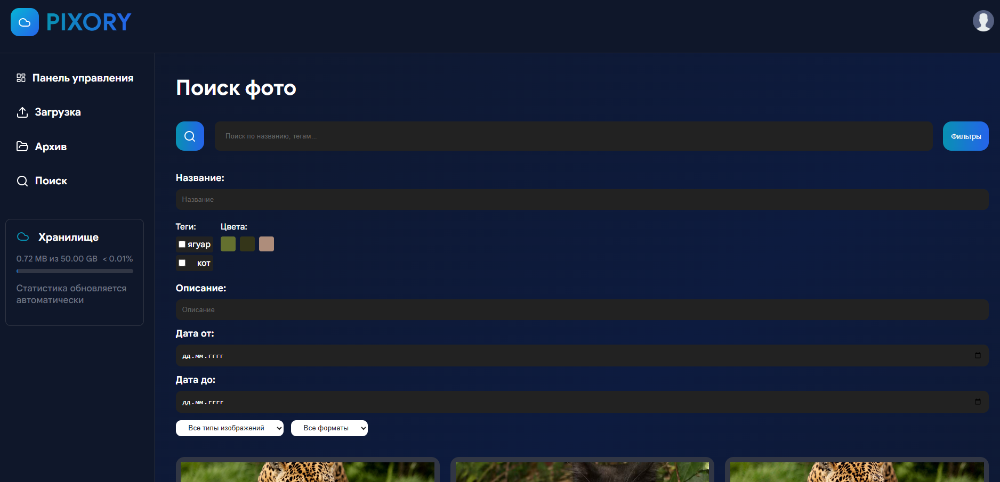 PIXORY
Панель управления
Загрузка
Архив
Поиск
Хранилище
0.72 MB из 50.00 GB < 0.01%
Статистика обновляется
автоматически
Поиск фото
Поиск по названию, тегам...
Фильтры
Название:
Название
Теги: Цвета:
ягуар
кот
Описание:
Описание
Дата от:
дд.мм.гггг
Дата до:
дд.мм.гггг
Все типы изображений Все форматы